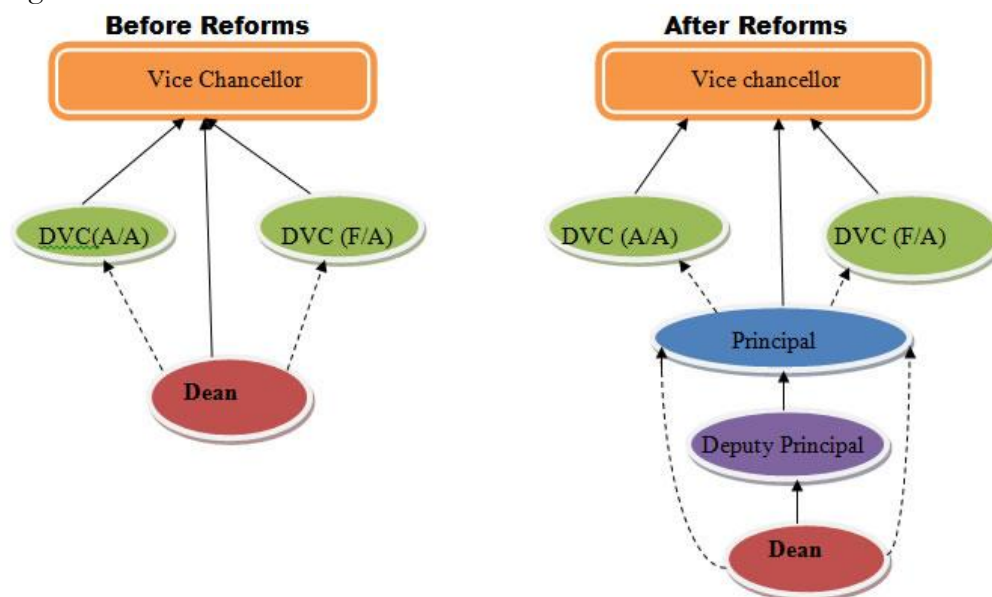 Before Reforms
Vice Chancellor
DVC(A/A)
DVC (F/A)
Dean
After Reforms
Vice chancellor
DVC (A/A)
DVC (F/A)
Principal
Deputy Principal
Dean